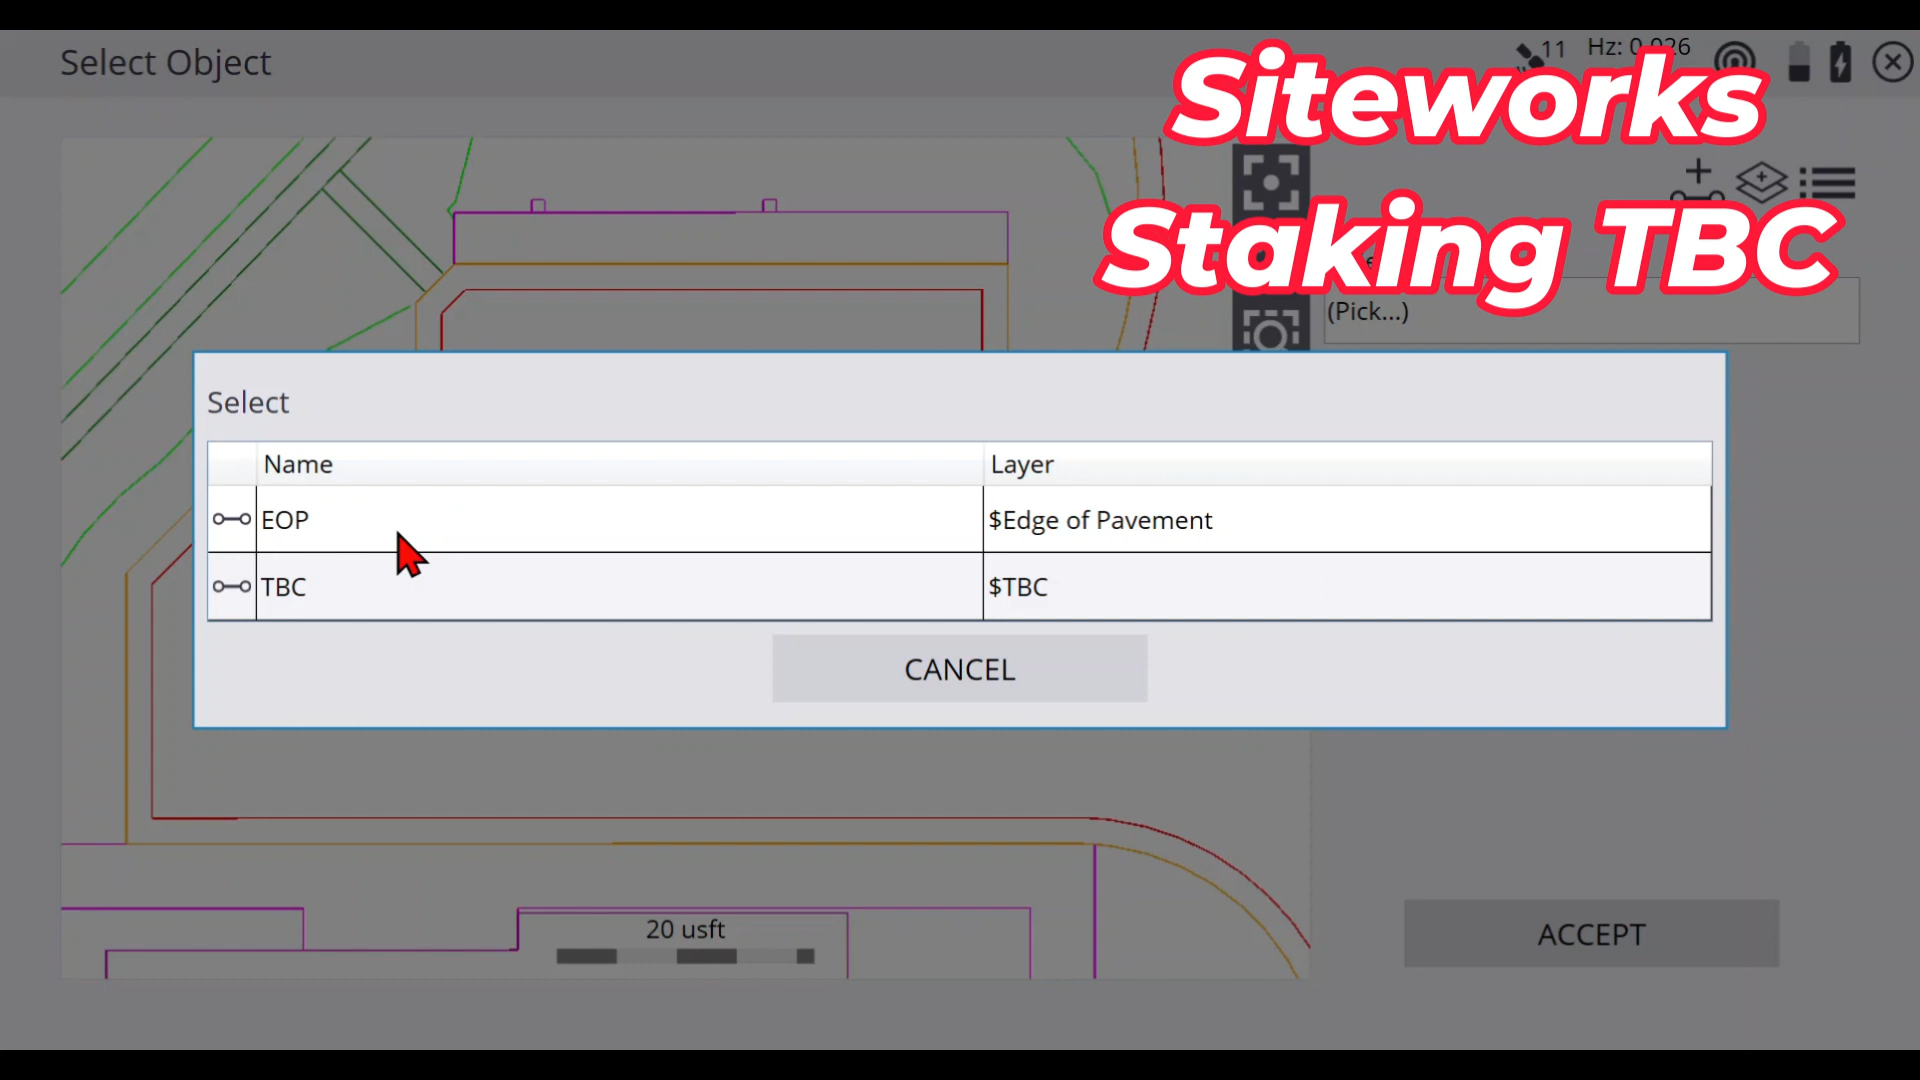 Select Object
11
Hz: 0.026
Siteworks
Staking TBC
(Pick...)
Select
Name
Layer
EOP
$Edge of Pavement
TBC
$TBC
CANCEL
20 usft
ACCEPT